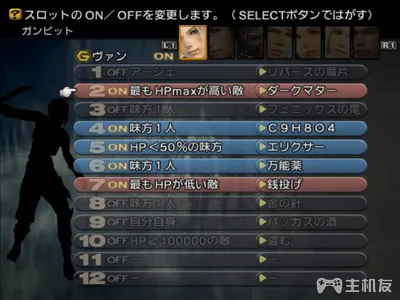 スロットのON／OFFを変更します。（SELECTボタンではがす）
ガンビット
L1 R1
Gヴァン
1 OFF アーシェ リバースの魔片
2 ON 最もHPmaxが高い敵 ダークマター
3 OFF 味方1人 フェニックスの尾
4 ON 味方1人 C9H8O4
5 ON HP＜50％の味方 エリクサー
6 ON 味方1人 万能薬
7 ON 最もHPが低い敵 銭投げ
8 OFF 味方1人 金の針
9 OFF 自分自身 バッカスの酒
10 OFF HP≧100000の敵 盗む
11 OFF － －
12 OFF － －
主机友